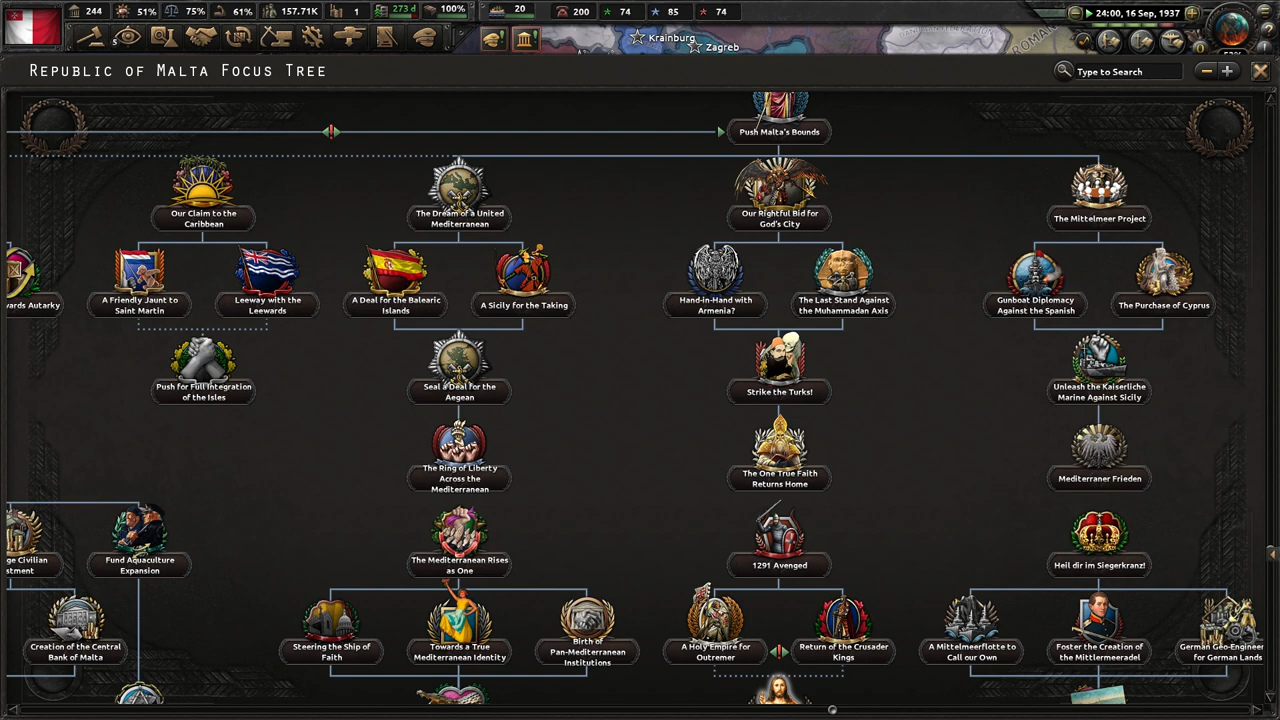 244
51%
75%
61%
157.71K
1
273 d
100%
20
200
74
85
74
24:00, 16 Sep, 1937
5
0
Krainburg
Zagreb
REPUBLIC OF MALTA FOCUS TREE
Type to Search
Push Malta's Bounds
Our Claim to the
Caribbean
The Dream of a United
Mediterranean
Our Rightful Bid for
God's City
The Mittelmeer Project
wards Autarky
A Friendly Jaunt to
Saint Martin
Leeway with the
Leewards
A Deal for the Balearic
Islands
A Sicily for the Taking
Hand-in-Hand with
Armenia?
The Last Stand Against
the Muhammadan Axis
Gunboat Diplomacy
Against the Spanish
The Purchase of Cyprus
Push for Full Integration
of the Isles
Seal a Deal for the
Aegean
Strike the Turks!
Unleash the Kaiserliche
Marine Against Sicily
The Ring of Liberty
Across the
Mediterranean
The One True Faith
Returns Home
Mediterraner Frieden
ge Civilian
stment
Fund Aquaculture
Expansion
The Mediterranean Rises
as One
1291 Avenged
Heil dir im Siegerkranz!
Creation of the Central
Bank of Malta
Steering the Ship of
Faith
Towards a True
Mediterranean Identity
Birth of
Pan-Mediterranean
Institutions
A Holy Empire for
Outremer
Return of the Crusader
Kings
A Mittelmeerflotte to
Call our Own
Foster the Creation of
the Mittlermeeradel
German Geo-Engineer
for German Lands